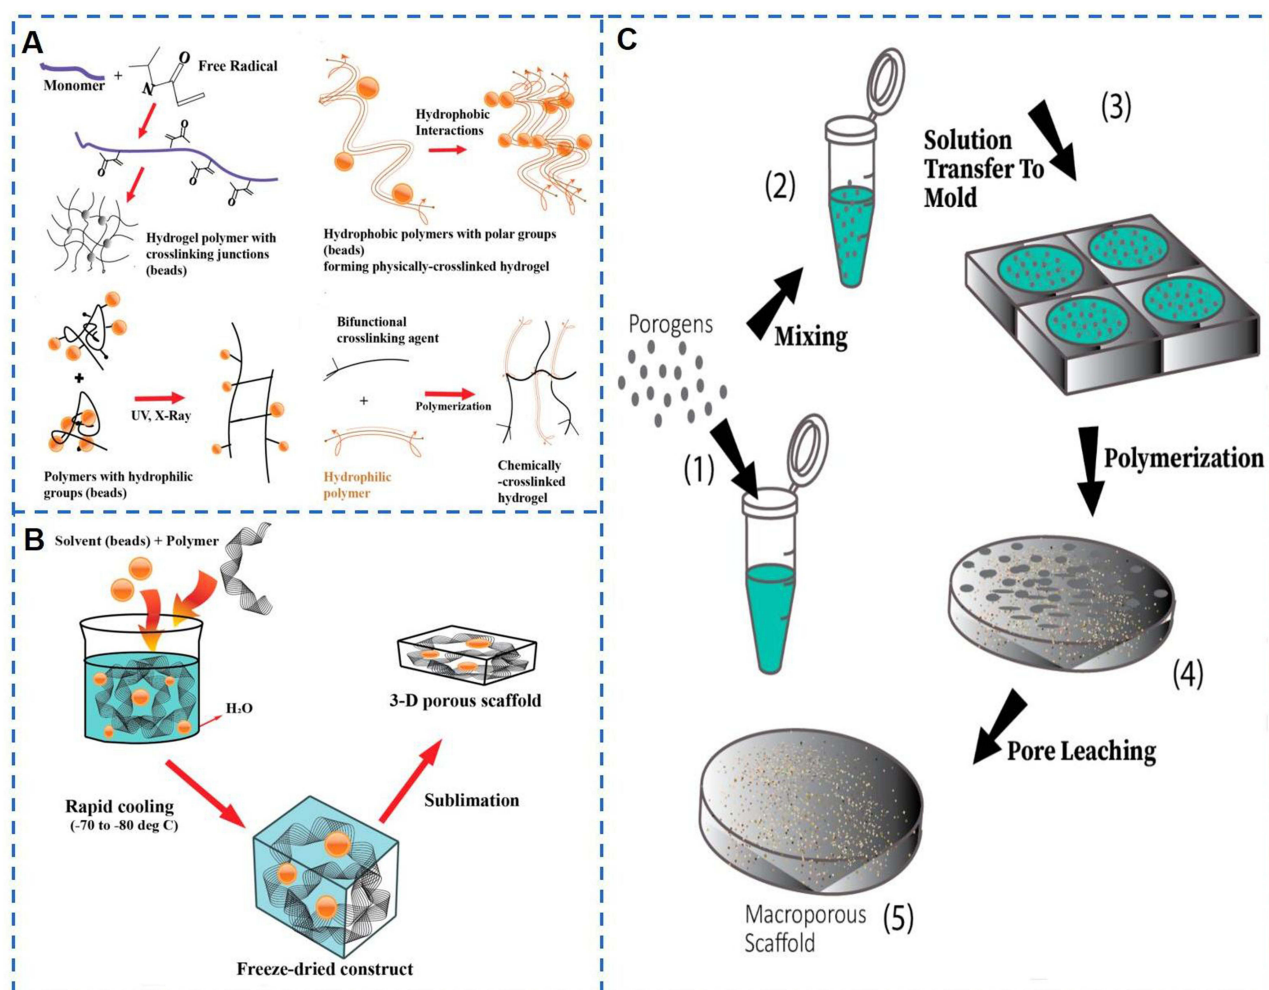 A
Monomer
+
N
O
Free Radical
O
O
O
O
Hydrogel polymer with
crosslinking junctions
(beads)
Hydrophobic
Interactions
Hydrophobic polymers with polar groups
(beads)
forming physically-crosslinked hydrogel
+
UV, X-Ray
Polymers with hydrophilic
groups (beads)
Bifunctional
crosslinking agent
+
Polymerization
Hydrophilic
polymer
Chemically
-crosslinked
hydrogel
B
Solvent (beads) + Polymer
H₂O
Rapid cooling
(-70 to -80 deg C)
Freeze-dried construct
Sublimation
3-D porous scaffold
C
Porogens
(1)
Mixing
(2)
Solution
Transfer To
Mold
(3)
Polymerization
(4)
Pore Leaching
Macroporous
Scaffold
(5)